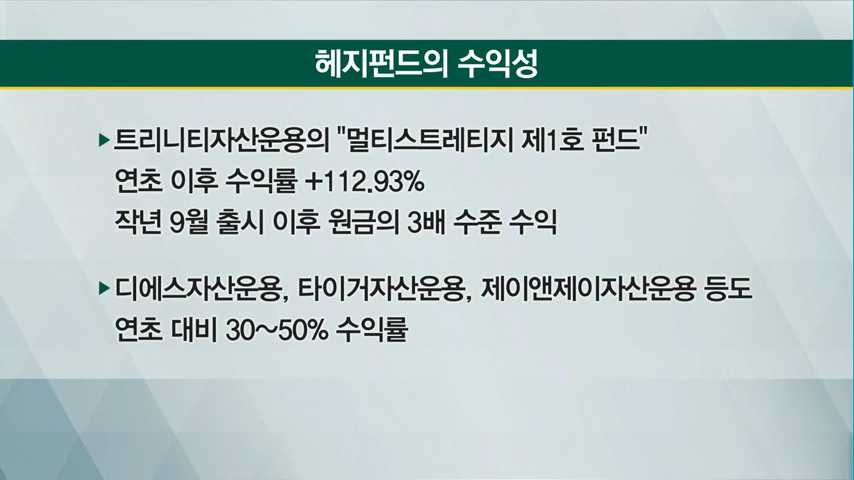 헤지펀드의 수익성
▶트리니티자산운용의 "멀티스트레티지 제1호 펀드"
연초 이후 수익률 +112.93%
작년 9월 출시 이후 원금의 3배 수준 수익
▶디에스자산운용, 타이거자산운용, 제이앤제이자산운용 등도
연초 대비 30~50% 수익률